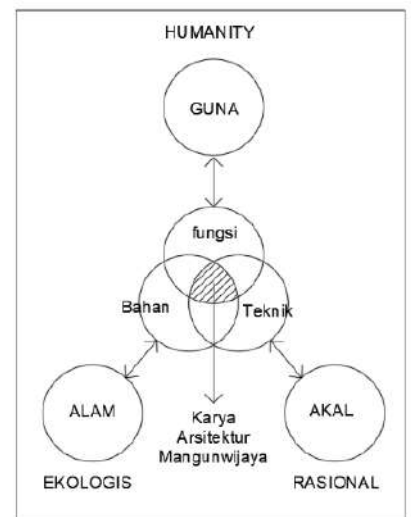 HUMANITY
GUNA
fungsi
Bahan
Teknik
ALAM
AKAL
Karya
Arsitektur
Mangunwijaya
EKOLOGIS
RASIONAL